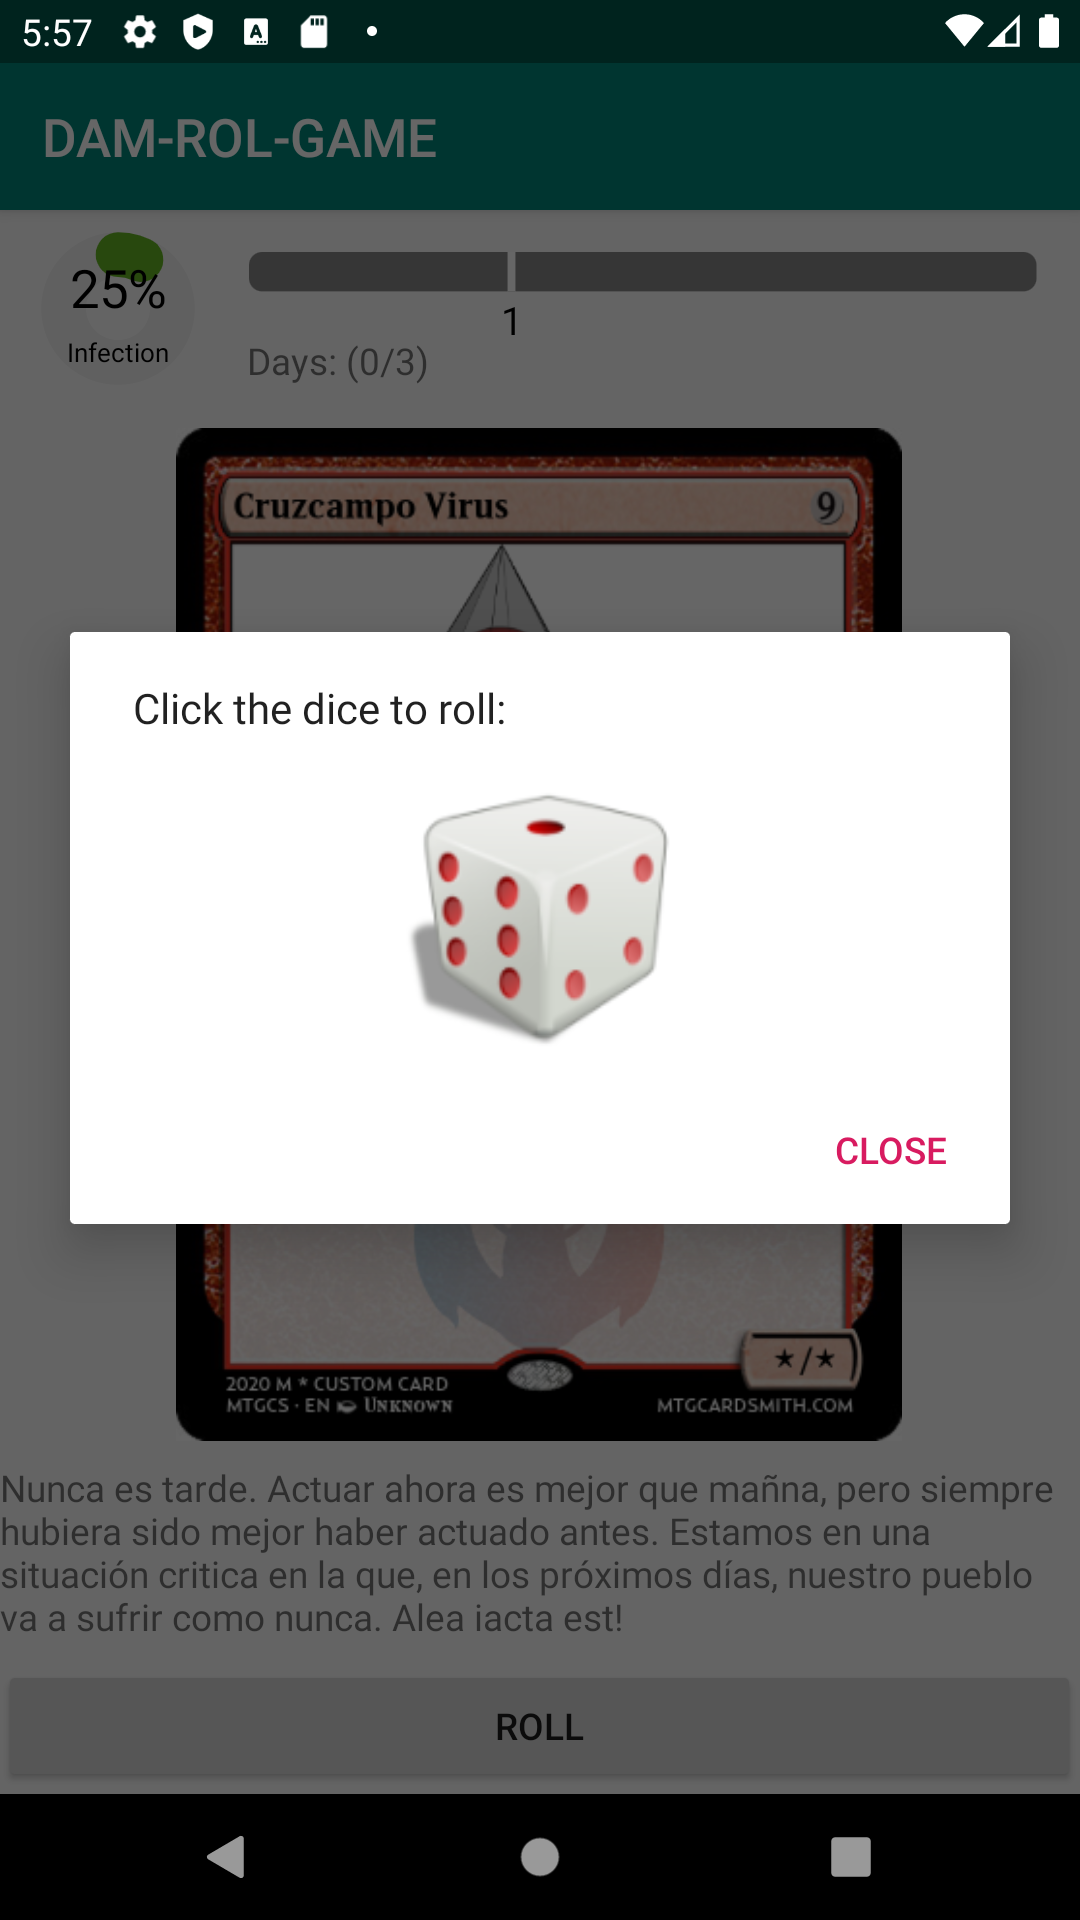 5:57
A
DAM-ROL-GAME
25%
Infection
1
Days: (0/3)
Cruzcampo Virus
9
Click the dice to roll:
CLOSE
★/★
2020 M * CUSTOM CARD
MTGCS · EN UNKNOWN
MTGCARDSMITH.COM
Nunca es tarde. Actuar ahora es mejor que mañna, pero siempre
hubiera sido mejor haber actuado antes. Estamos en una
situación critica en la que, en los próximos días, nuestro pueblo
va a sufrir como nunca. Alea iacta est!
ROLL